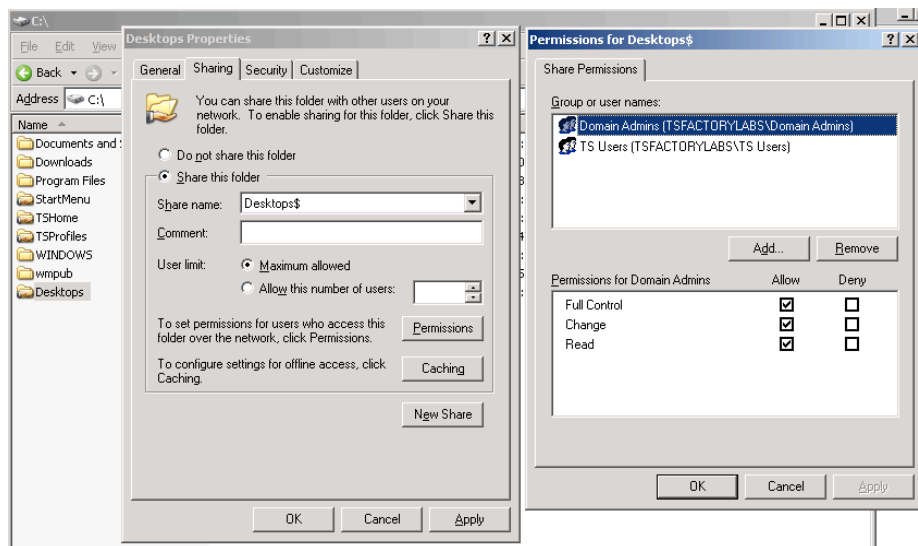 C:\
File Edit View
Back
Address C:\
Name
Documents and S
Downloads
Program Files
StartMenu
TSHome
TSProfiles
WINDOWS
wmpub
Desktops
Desktops Properties
General Sharing Security Customize
You can share this folder with other users on your
network. To enable sharing for this folder, click Share this
folder.
Do not share this folder
Share this folder
Share name: Desktops$
Comment:
User limit: Maximum allowed
Allow this number of users:
To set permissions for users who access this
folder over the network, click Permissions.
Permissions
To configure settings for offline access, click
Caching.
Caching
New Share
OK Cancel Apply
Permissions for Desktops$
Share Permissions
Group or user names:
Domain Admins (TSFACTORYLABS\Domain Admins)
TS Users (TSFACTORYLABS\TS Users)
Add... Remove
Permissions for Domain Admins Allow Deny
Full Control
Change
Read
OK Cancel Apply